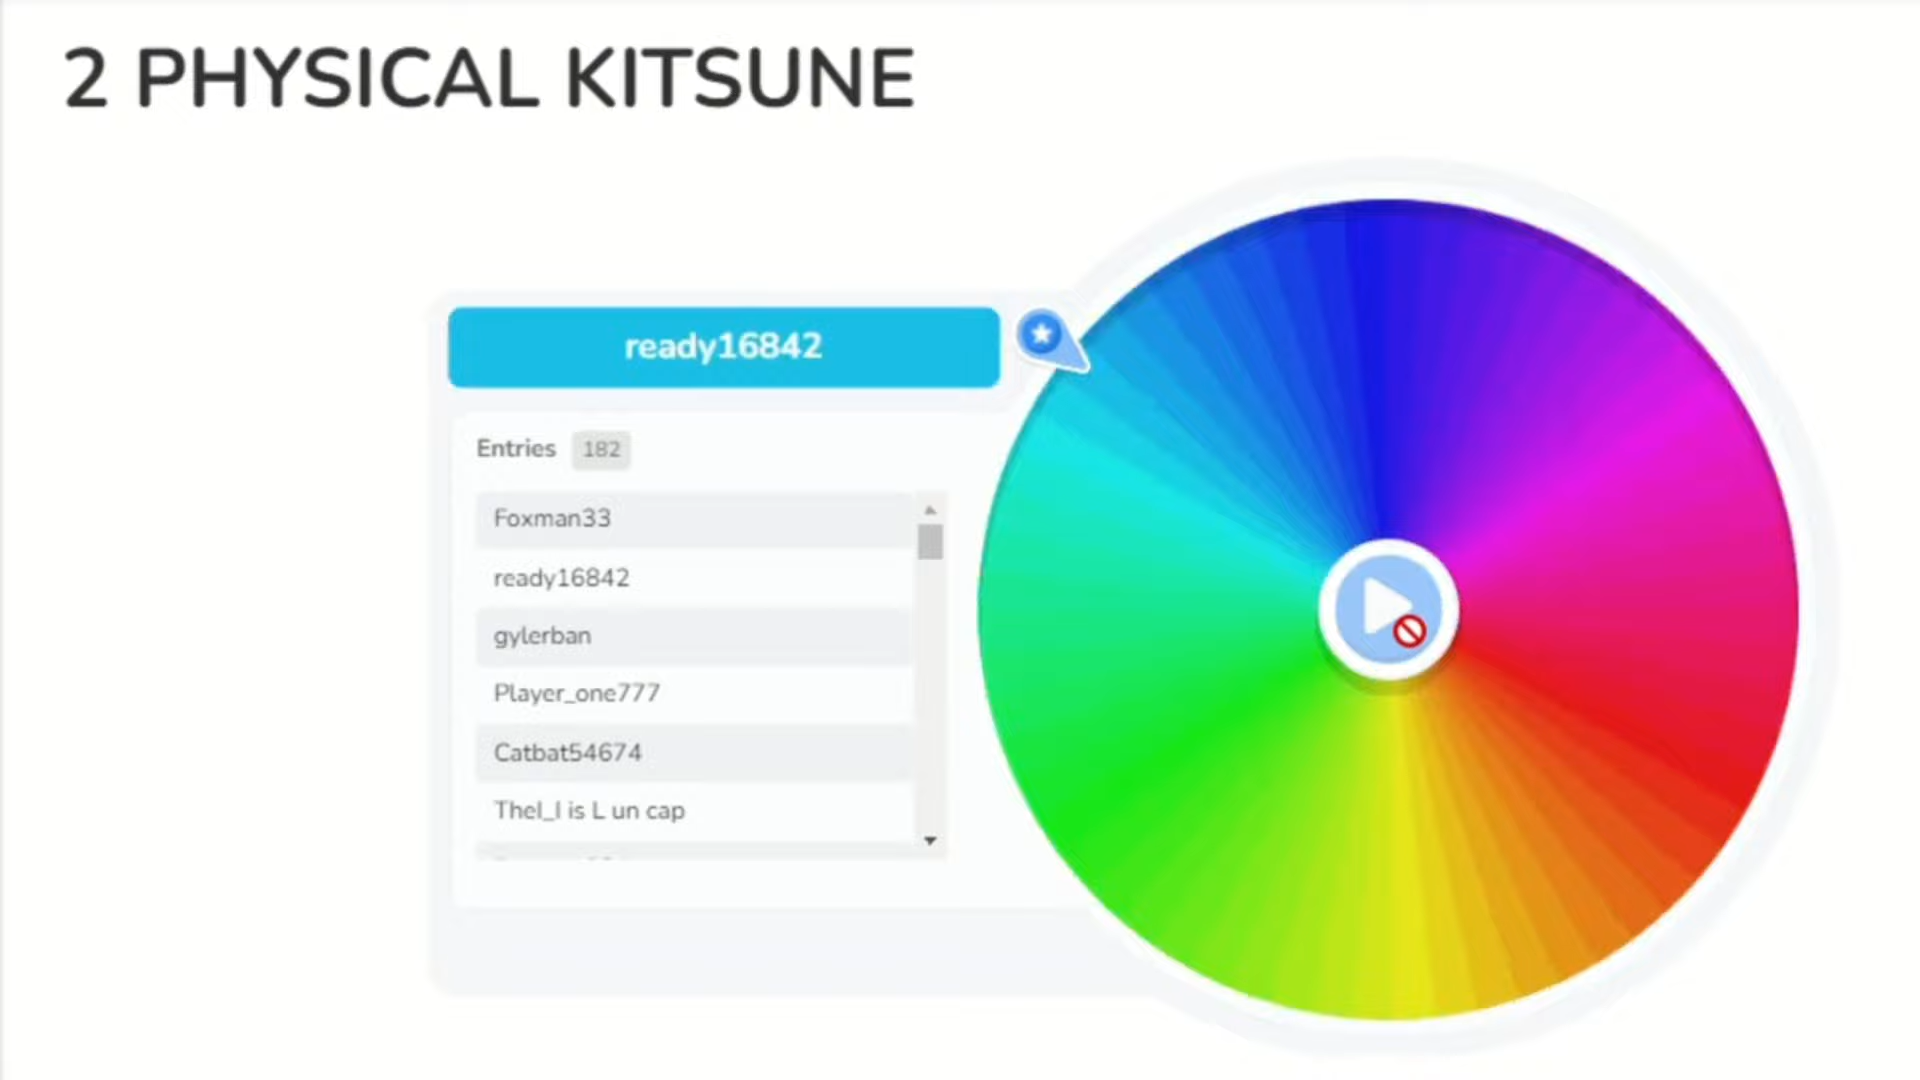 2 PHYSICAL KITSUNE
ready16842
Entries 182
Foxman33
ready16842
gylerban
Player_one777
Catbat54674
Thel_l is L un cap